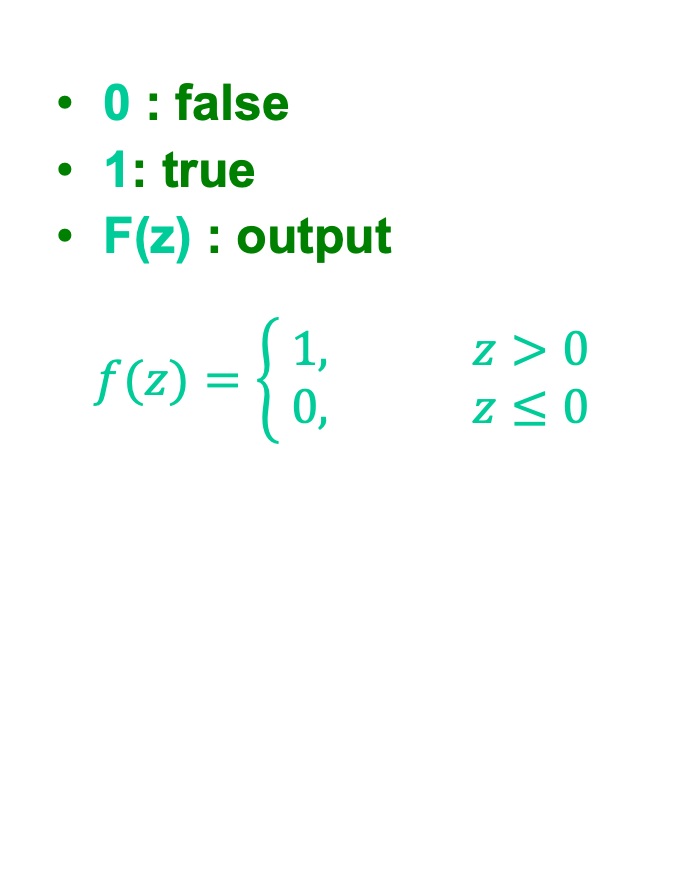 • 0 : false
• 1: true
• F(z) : output
f(z) = { 1, z > 0
0, z ≤ 0